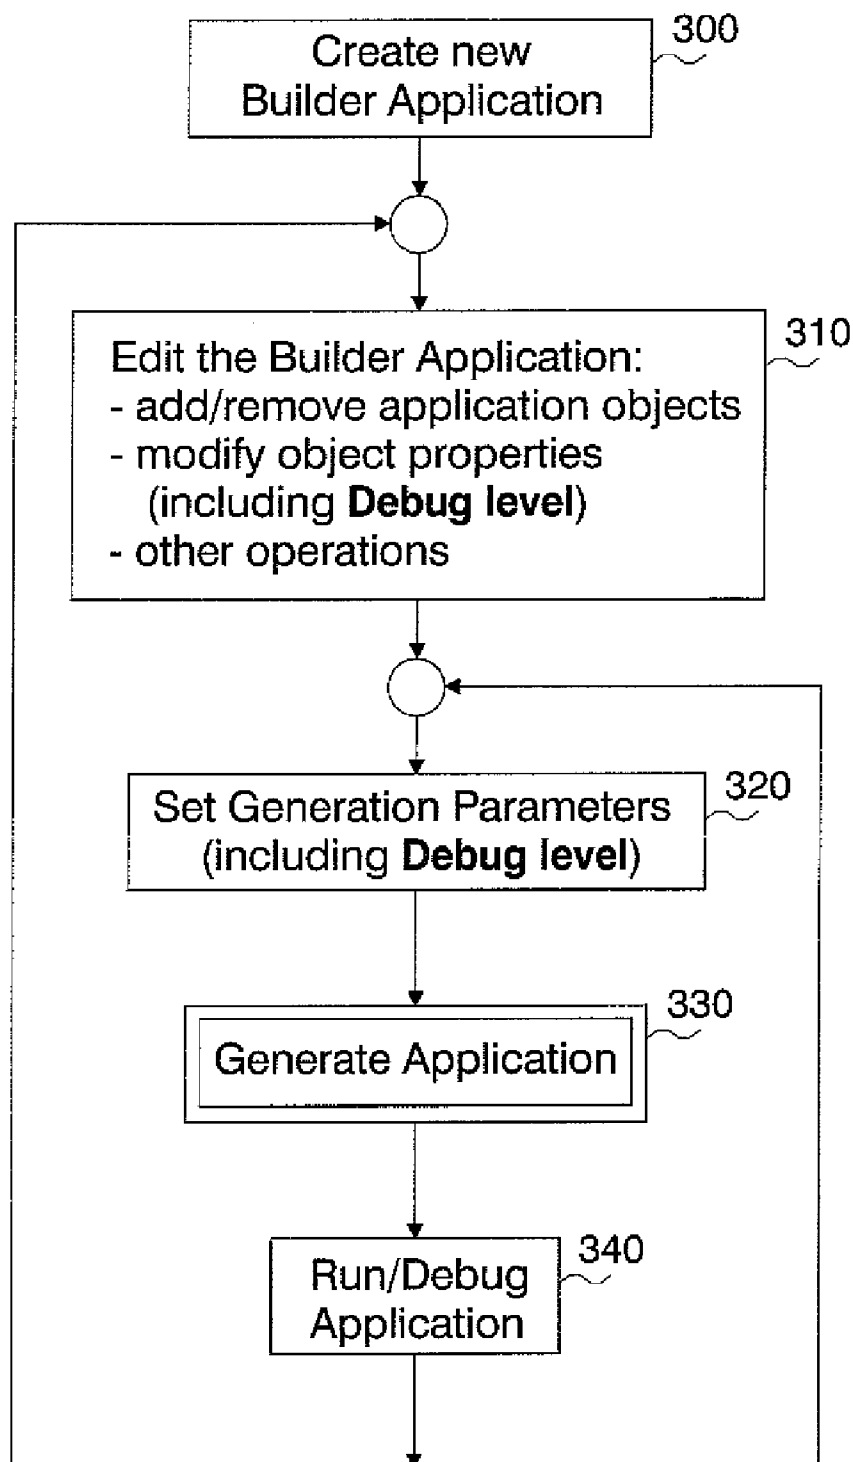 300
Create new
Builder Application
310
Edit the Builder Application:
- add/remove application objects
- modify object properties
(including Debug level)
- other operations
320
Set Generation Parameters
(including Debug level)
330
Generate Application
340
Run/Debug
Application